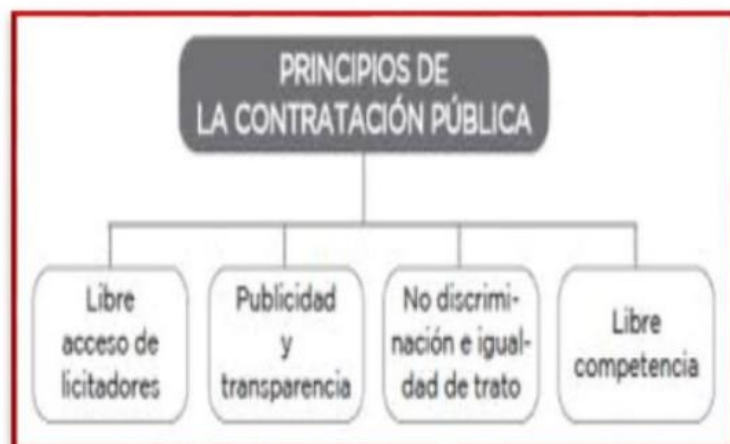 PRINCIPIOS DE
LA CONTRATACIÓN PÚBLICA
Libre
acceso de
licitadores
Publicidad
y
transparencia
No discrimi-
nación e igual-
dad de trato
Libre
competencia